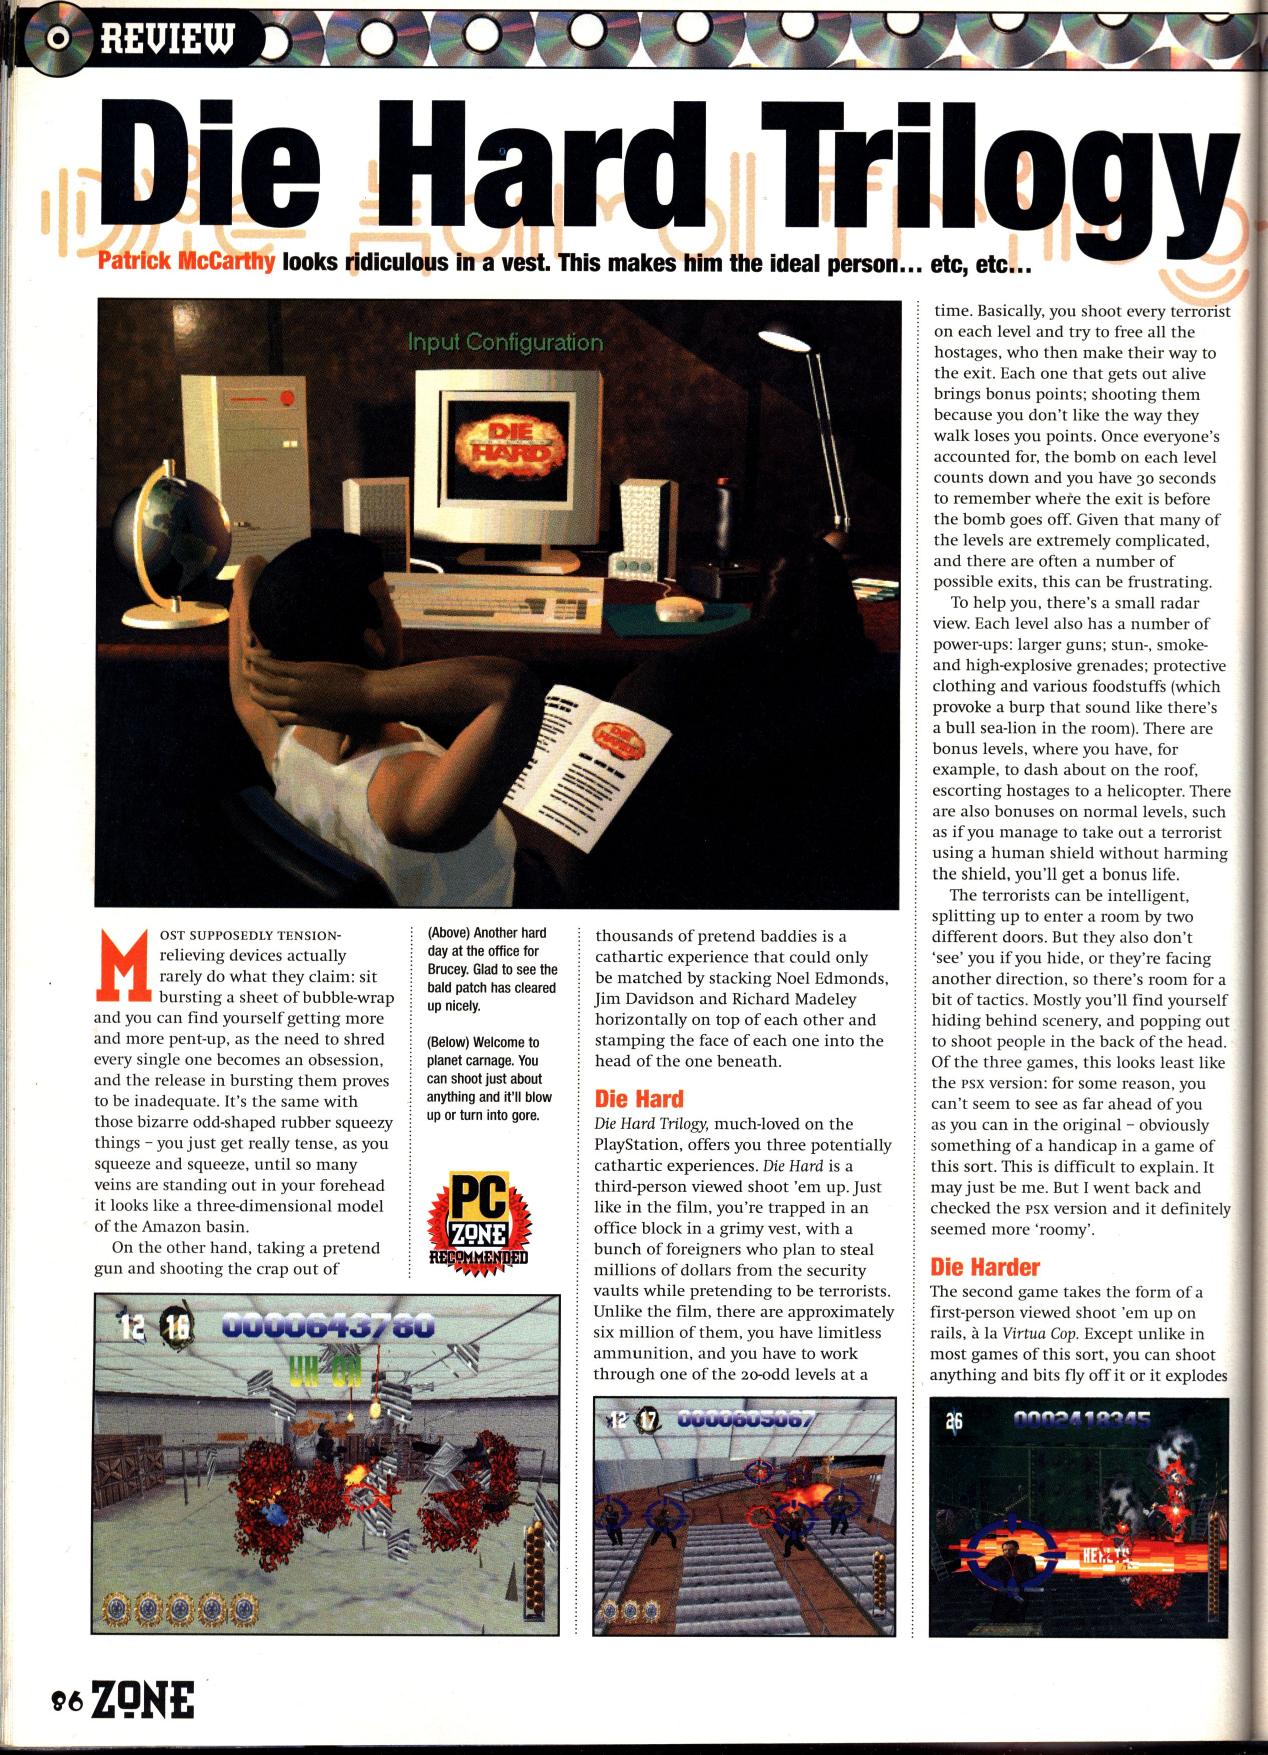 REVIEW
Die Hard Trilogy
Patrick McCarthy looks ridiculous in a vest. This makes him the ideal person... etc, etc...
Input Configuration
DIE
HARD
DIE
HARD
MOST SUPPOSEDLY TENSION-
relieving devices actually
rarely do what they claim: sit
bursting a sheet of bubble-wrap
and you can find yourself getting more
and more pent-up, as the need to shred
every single one becomes an obsession,
and the release in bursting them proves
to be inadequate. It's the same with
those bizarre odd-shaped rubber squeezy
things – you just get really tense, as you
squeeze and squeeze, until so many
veins are standing out in your forehead
it looks like a three-dimensional model
of the Amazon basin.
On the other hand, taking a pretend
gun and shooting the crap out of
(Above) Another hard
day at the office for
Brucey. Glad to see the
bald patch has cleared
up nicely.
(Below) Welcome to
planet carnage. You
can shoot just about
anything and it'll blow
up or turn into gore.
PC
ZONE
RECOMMENDED
thousands of pretend baddies is a
cathartic experience that could only
be matched by stacking Noel Edmonds,
Jim Davidson and Richard Madeley
horizontally on top of each other and
stamping the face of each one into the
head of the one beneath.
Die Hard
Die Hard Trilogy, much-loved on the
PlayStation, offers you three potentially
cathartic experiences. Die Hard is a
third-person viewed shoot 'em up. Just
like in the film, you're trapped in an
office block in a grimy vest, with a
bunch of foreigners who plan to steal
millions of dollars from the security
vaults while pretending to be terrorists.
Unlike the film, there are approximately
six million of them, you have limitless
ammunition, and you have to work
through one of the 20-odd levels at a
time. Basically, you shoot every terrorist
on each level and try to free all the
hostages, who then make their way to
the exit. Each one that gets out alive
brings bonus points; shooting them
because you don't like the way they
walk loses you points. Once everyone's
accounted for, the bomb on each level
counts down and you have 30 seconds
to remember where the exit is before
the bomb goes off. Given that many of
the levels are extremely complicated,
and there are often a number of
possible exits, this can be frustrating.
To help you, there's a small radar
view. Each level also has a number of
power-ups: larger guns; stun-, smoke-
and high-explosive grenades; protective
clothing and various foodstuffs (which
provoke a burp that sound like there's
a bull sea-lion in the room). There are
bonus levels, where you have, for
example, to dash about on the roof,
escorting hostages to a helicopter. There
are also bonuses on normal levels, such
as if you manage to take out a terrorist
using a human shield without harming
the shield, you'll get a bonus life.
The terrorists can be intelligent,
splitting up to enter a room by two
different doors. But they also don't
'see' you if you hide, or they're facing
another direction, so there's room for a
bit of tactics. Mostly you'll find yourself
hiding behind scenery, and popping out
to shoot people in the back of the head.
Of the three games, this looks least like
the PSX version: for some reason, you
can't seem to see as far ahead of you
as you can in the original – obviously
something of a handicap in a game of
this sort. This is difficult to explain. It
may just be me. But I went back and
checked the PSX version and it definitely
seemed more 'roomy'.
Die Harder
The second game takes the form of a
first-person viewed shoot 'em up on
rails, à la Virtua Cop. Except unlike in
most games of this sort, you can shoot
anything and bits fly off it or it explodes
12 16 0000643780
UH OH
12 17 0000605067
26 0002418345
86 ZONE